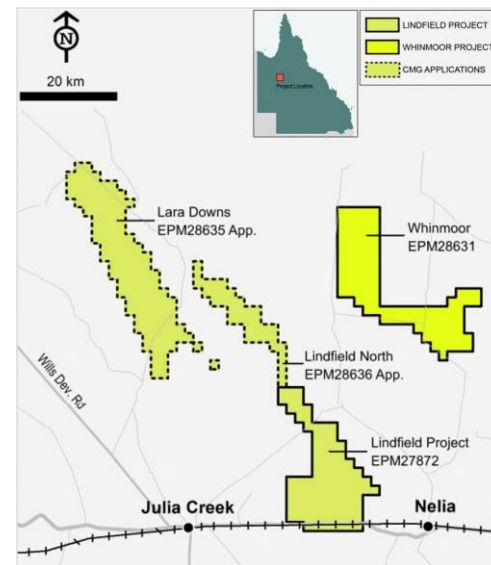 N
20 km
Project Location
LINDFIELD PROJECT
WHINMOOR PROJECT
CMG APPLICATIONS
Lara Downs
EPM28635 App.
Whinmoor
EPM28631
Lindfield North
EPM28636 App.
Wills Dev. Rd
Lindfield Project
EPM27872
Julia Creek
Nelia